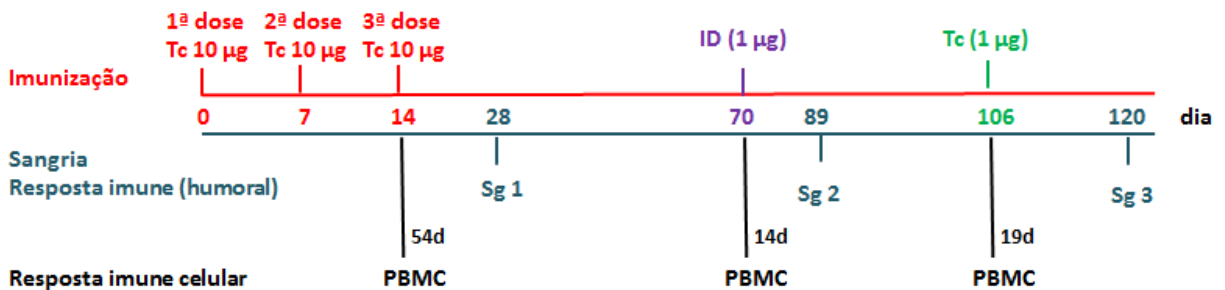 1ª dose 2ª dose 3ª dose
Tc 10 µg Tc 10 µg Tc 10 µg
ID (1 µg) Tc (1 µg)
Imunização
0 7 14 28 70 89 106 120 dia
Sangria
Resposta imune (humoral)
Sg 1 Sg 2 Sg 3
54d 14d 19d
Resposta imune celular PBMC PBMC PBMC